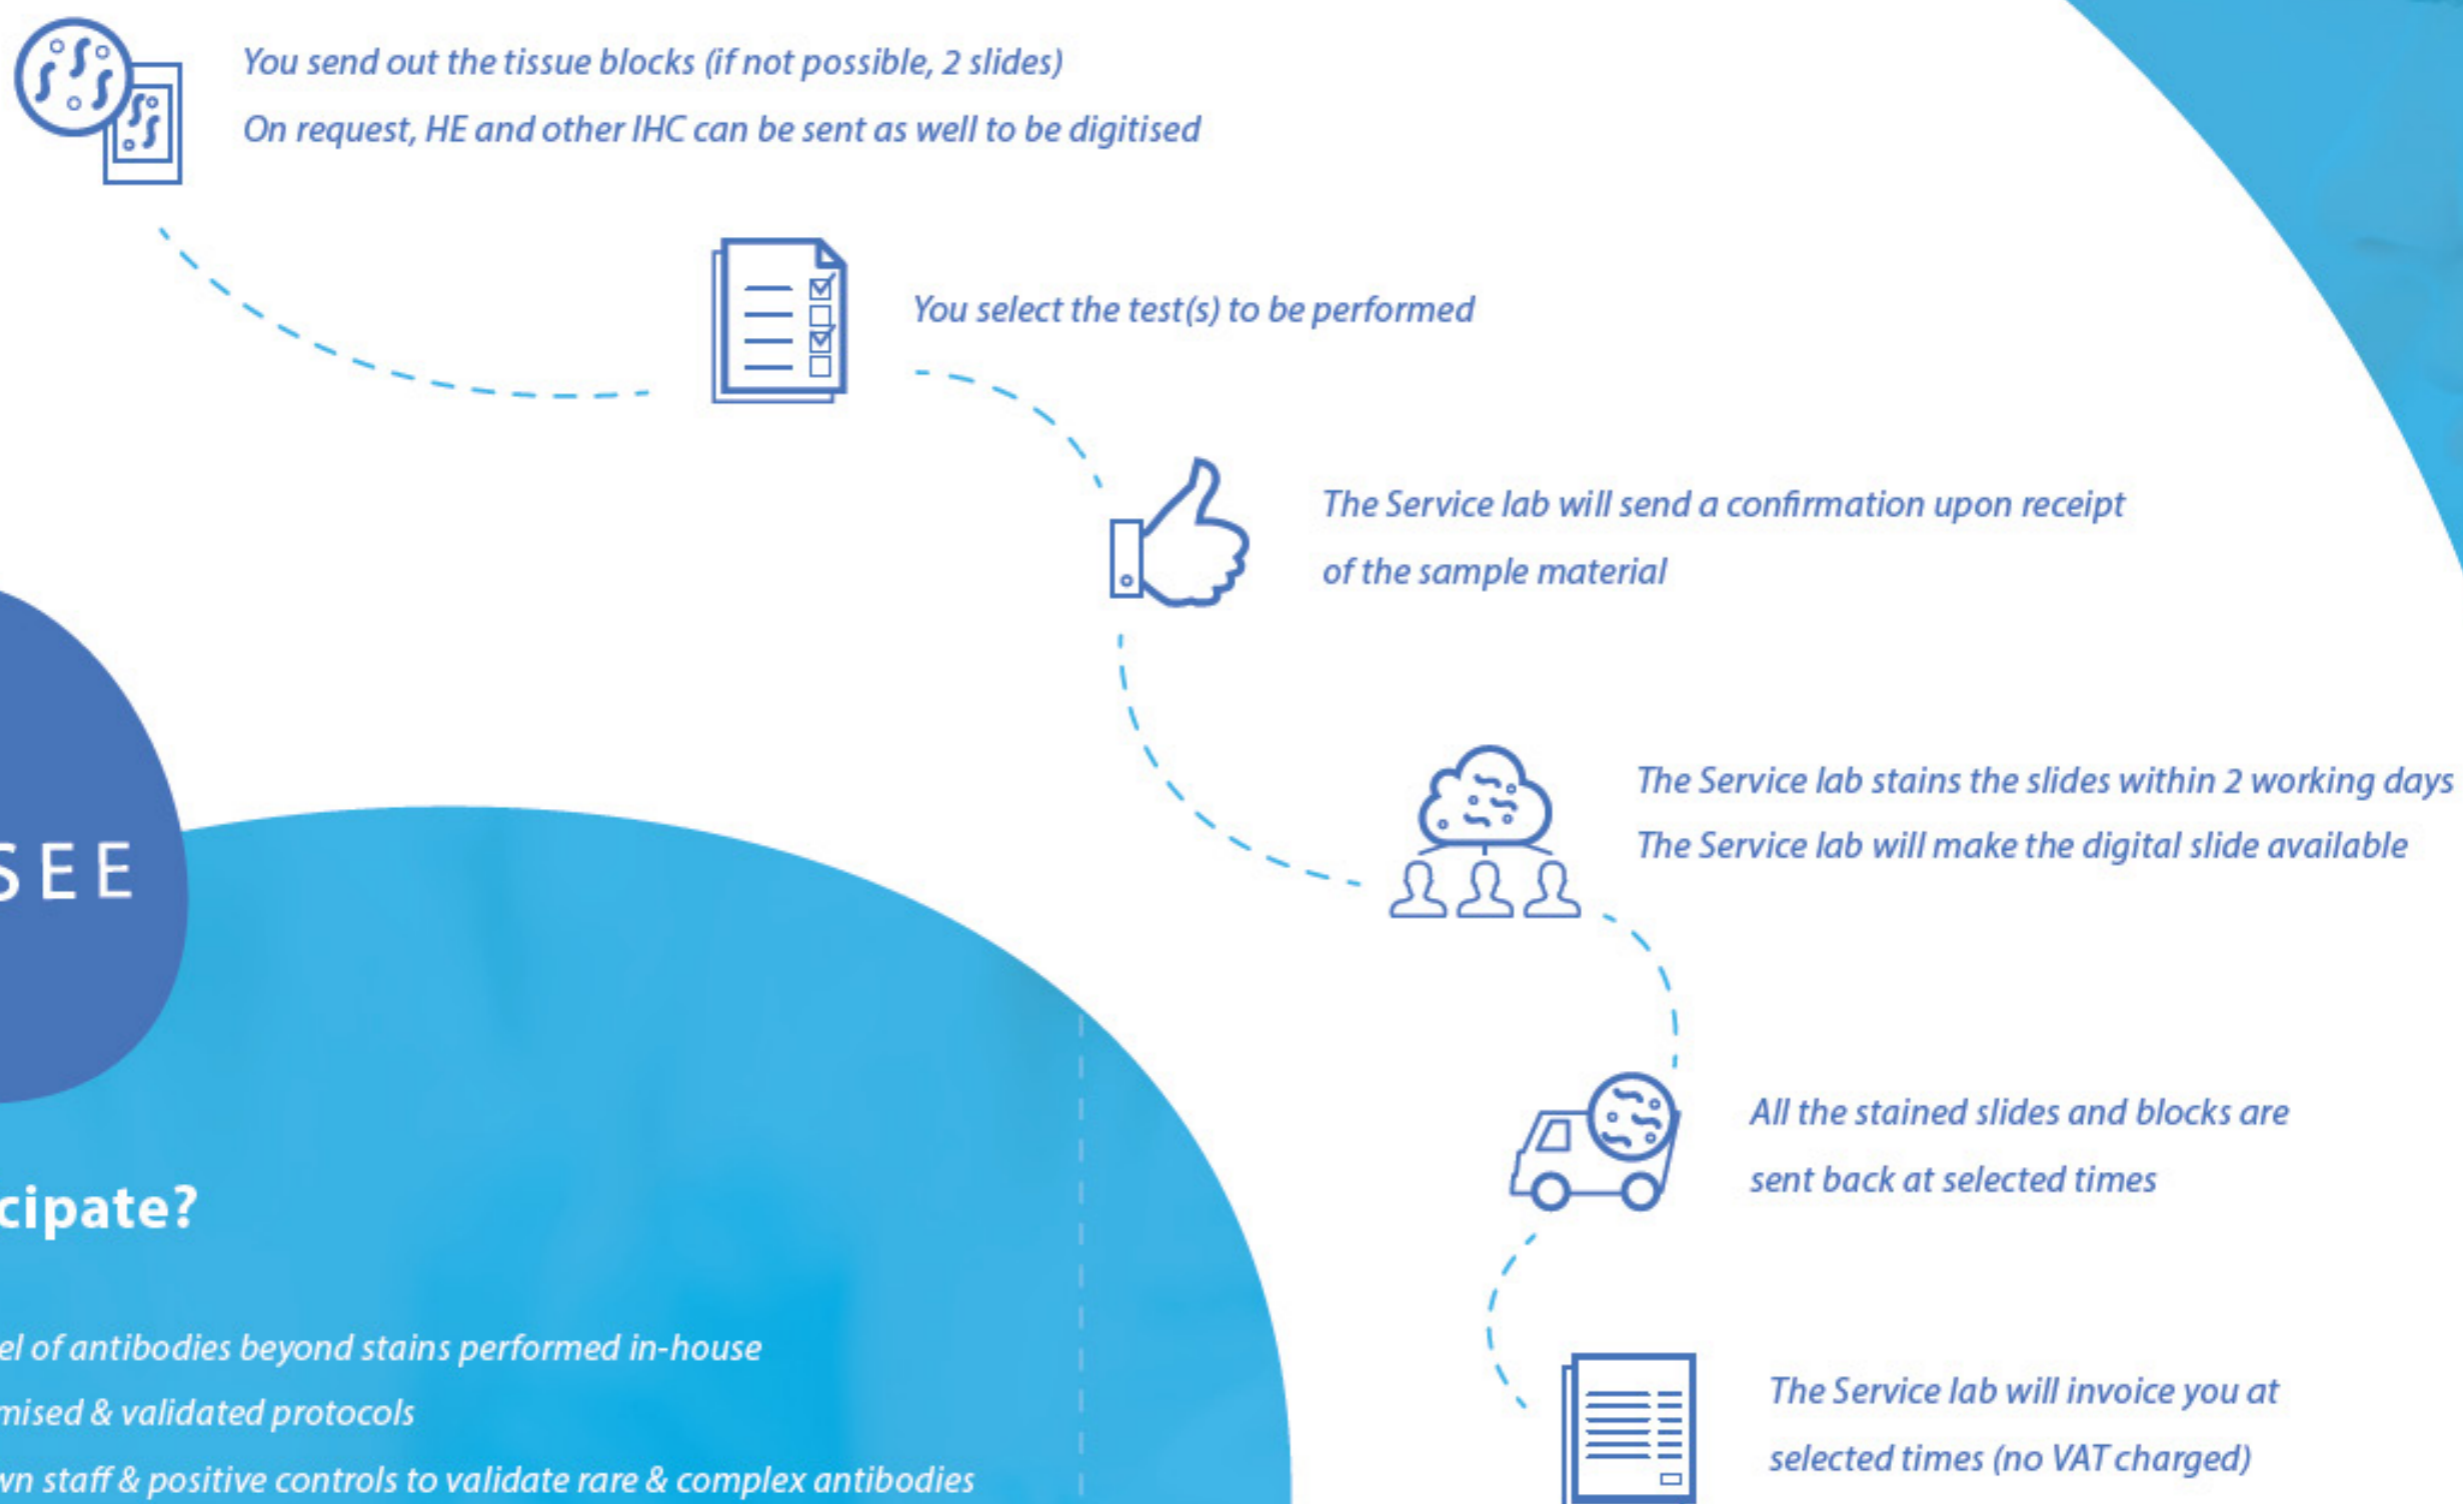 You send out the tissue blocks (if not possible, 2 slides)
On request, HE and other IHC can be sent as well to be digitised
You select the test(s) to be performed
The Service lab will send a confirmation upon receipt
of the sample material
The Service lab stains the slides within 2 working days
The Service lab will make the digital slide available
All the stained slides and blocks are
sent back at selected times
The Service lab will invoice you at
selected times (no VAT charged)
SEE
cipate?
el of antibodies beyond stains performed in-house
mised & validated protocols
wn staff & positive controls to validate rare & complex antibodies